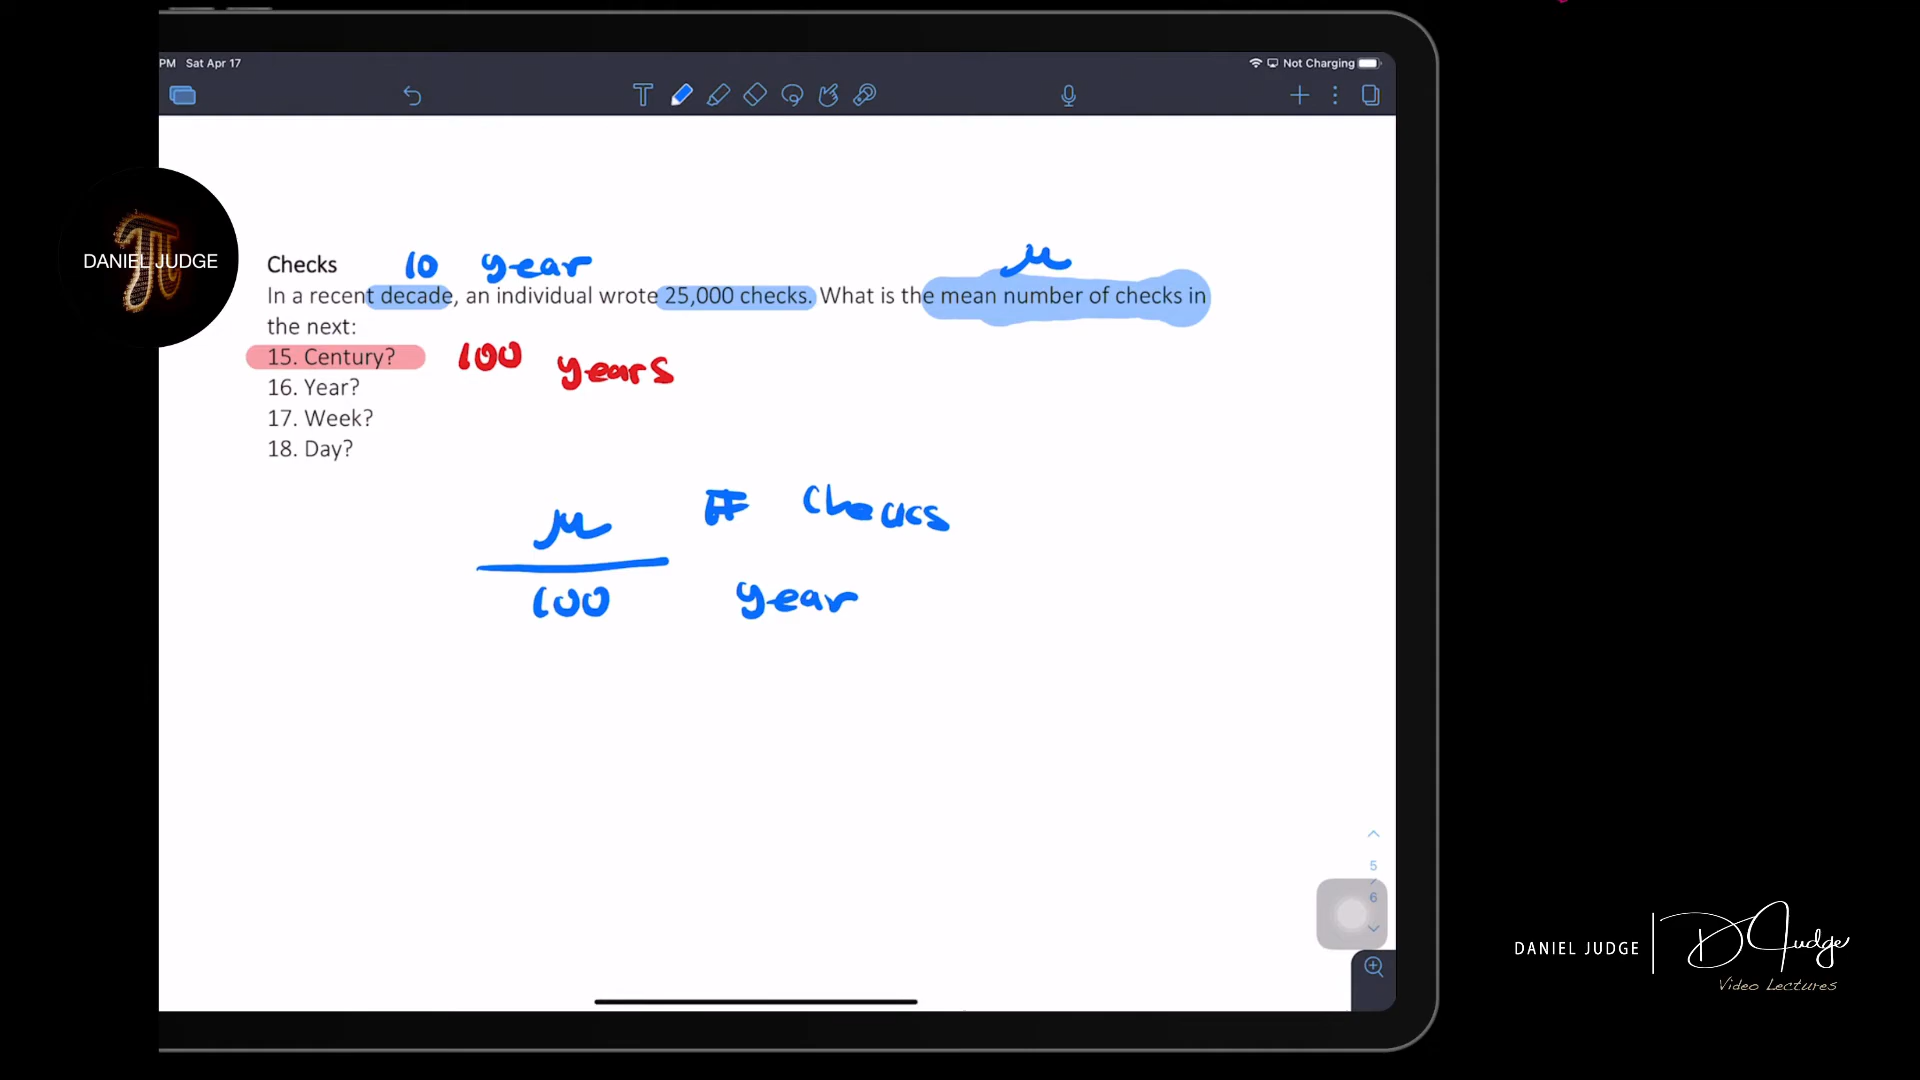 PM Sat Apr 17
Not Charging
DANIEL JUDGE
Checks 10 year μ
In a recent decade, an individual wrote 25,000 checks. What is the mean number of checks in
the next:
15. Century? 100 years
16. Year?
17. Week?
18. Day?
μ # checks
100 year
5
6
DANIEL JUDGE DJudge
Video Lectures